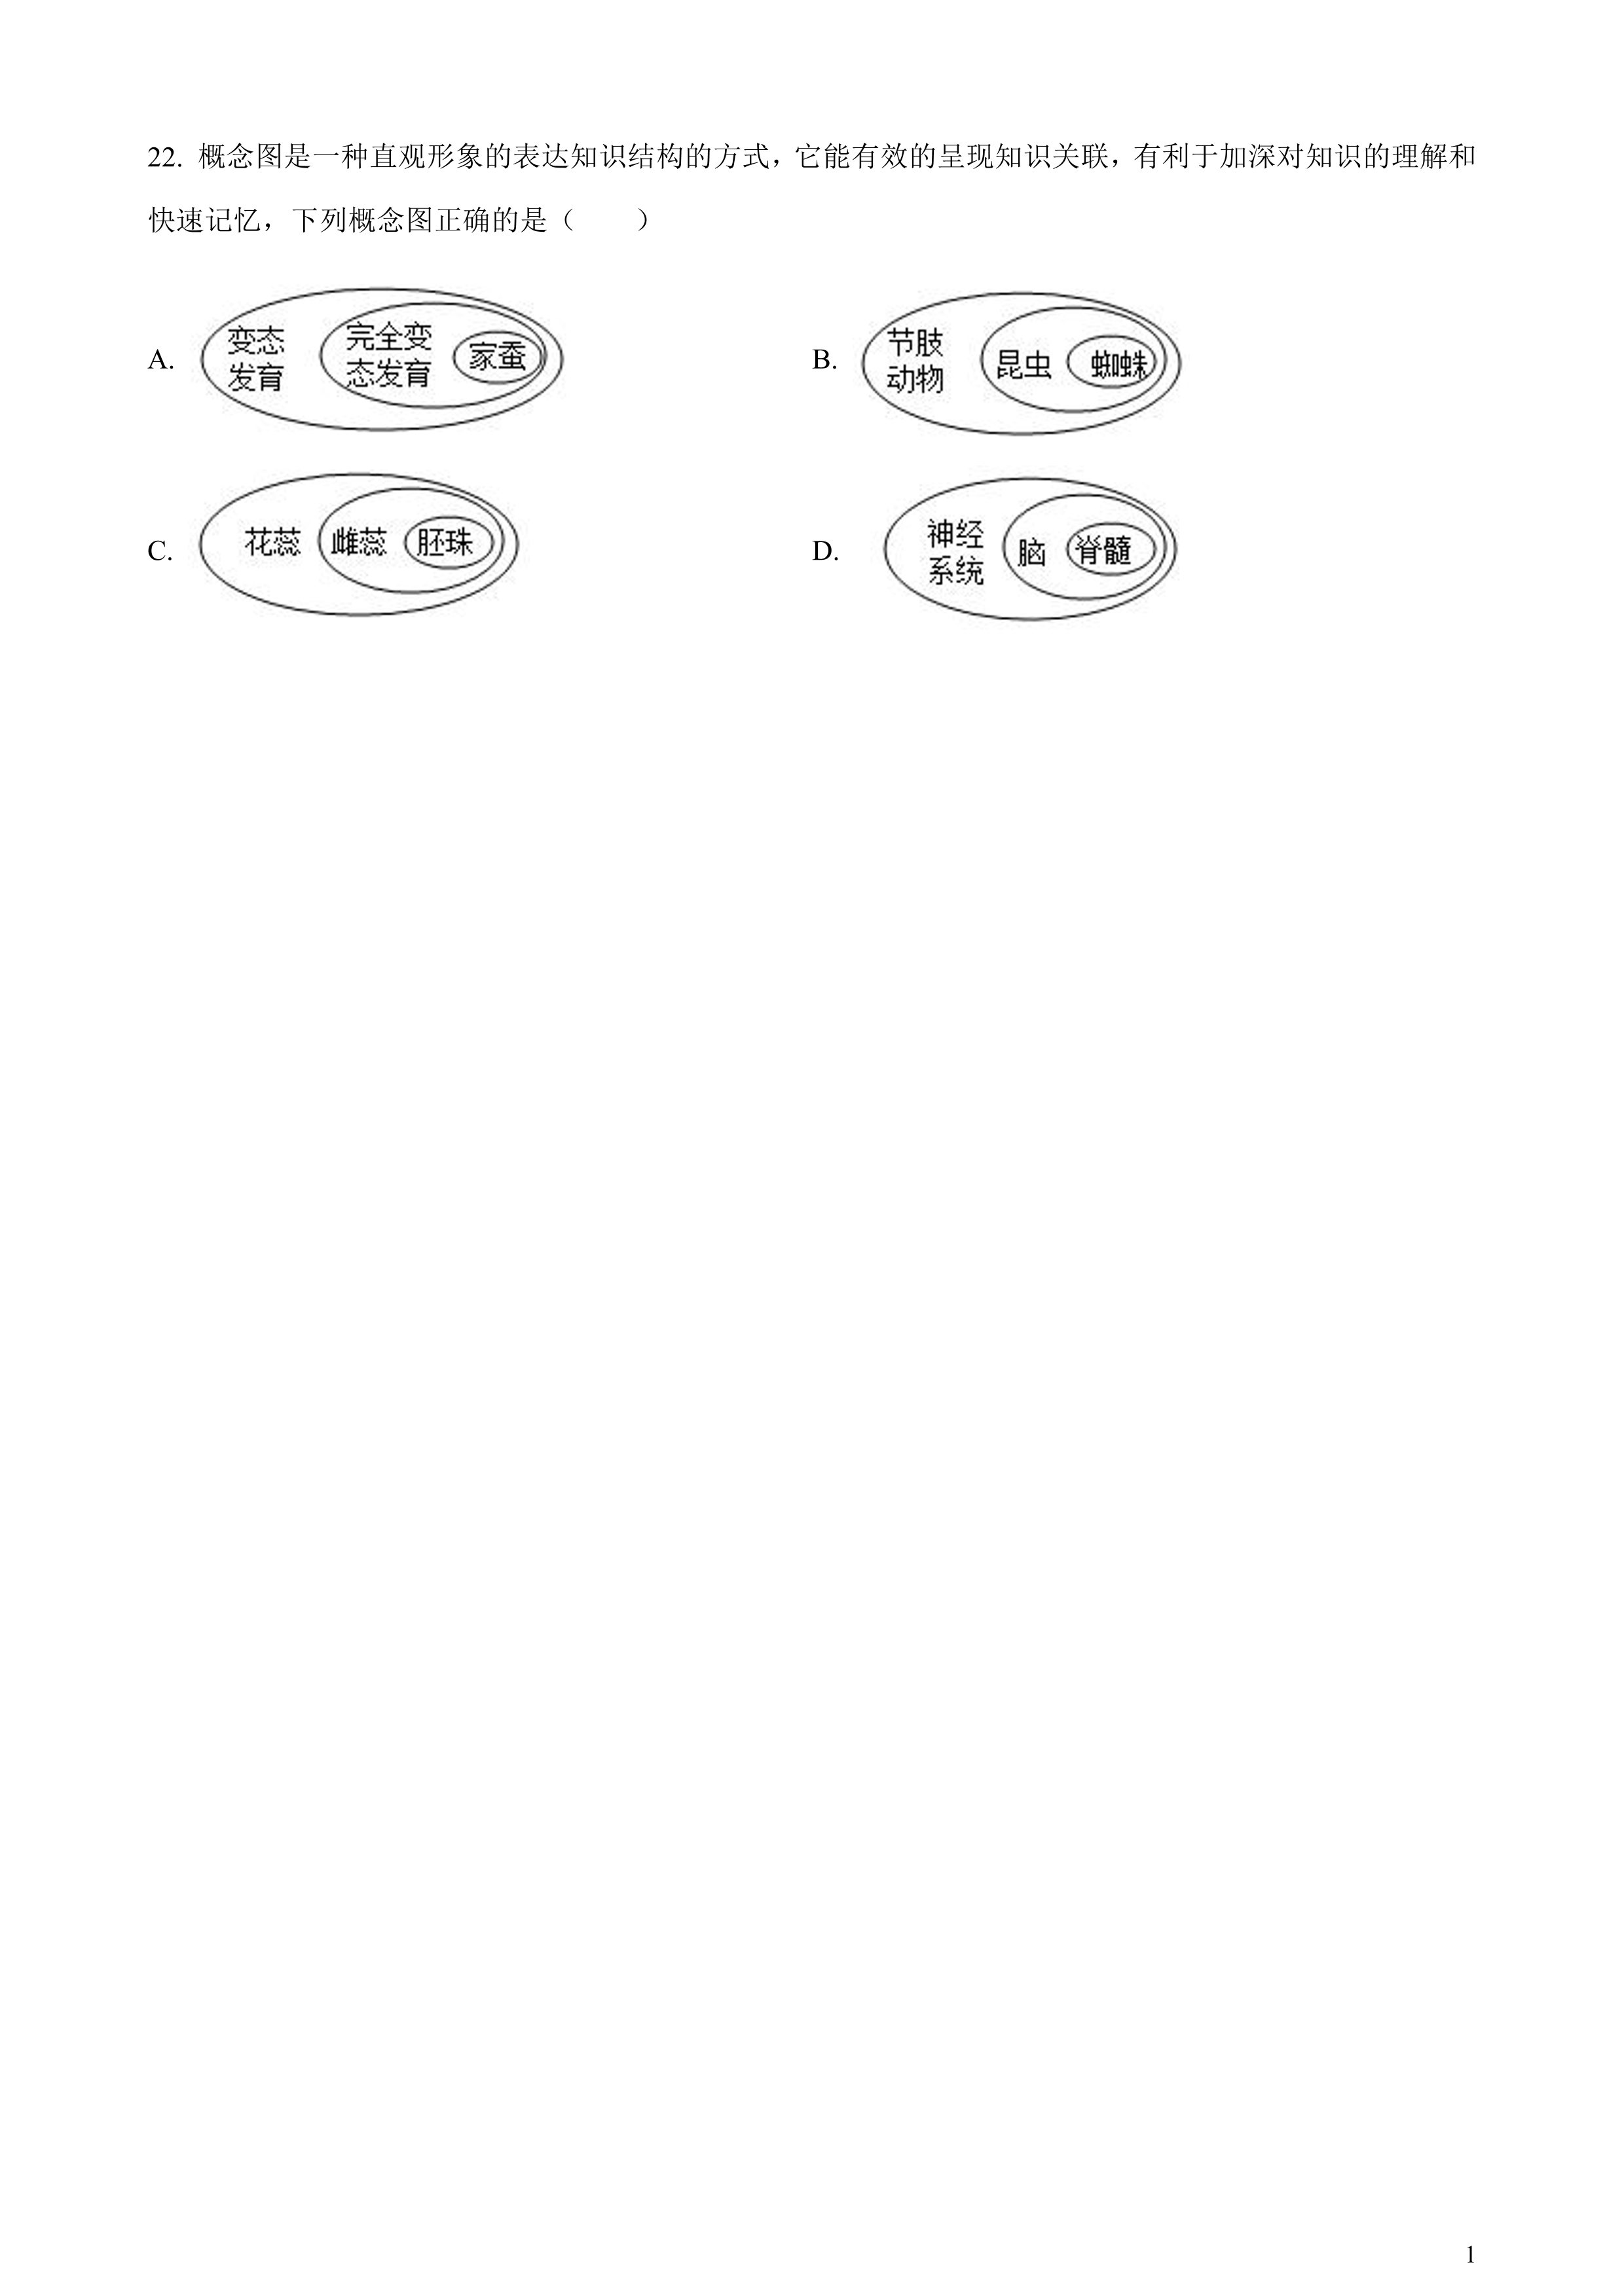 22. 概念图是一种直观形象的表达知识结构的方式，它能有效的呈现知识关联，有利于加深对知识的理解和
快速记忆，下列概念图正确的是（　　）
A.
变态
发育
完全变
态发育
家蚕
B.
节肢
动物
昆虫
蜘蛛
C.
花蕊
雌蕊
胚珠
D.
神经
系统
脑
脊髓
1